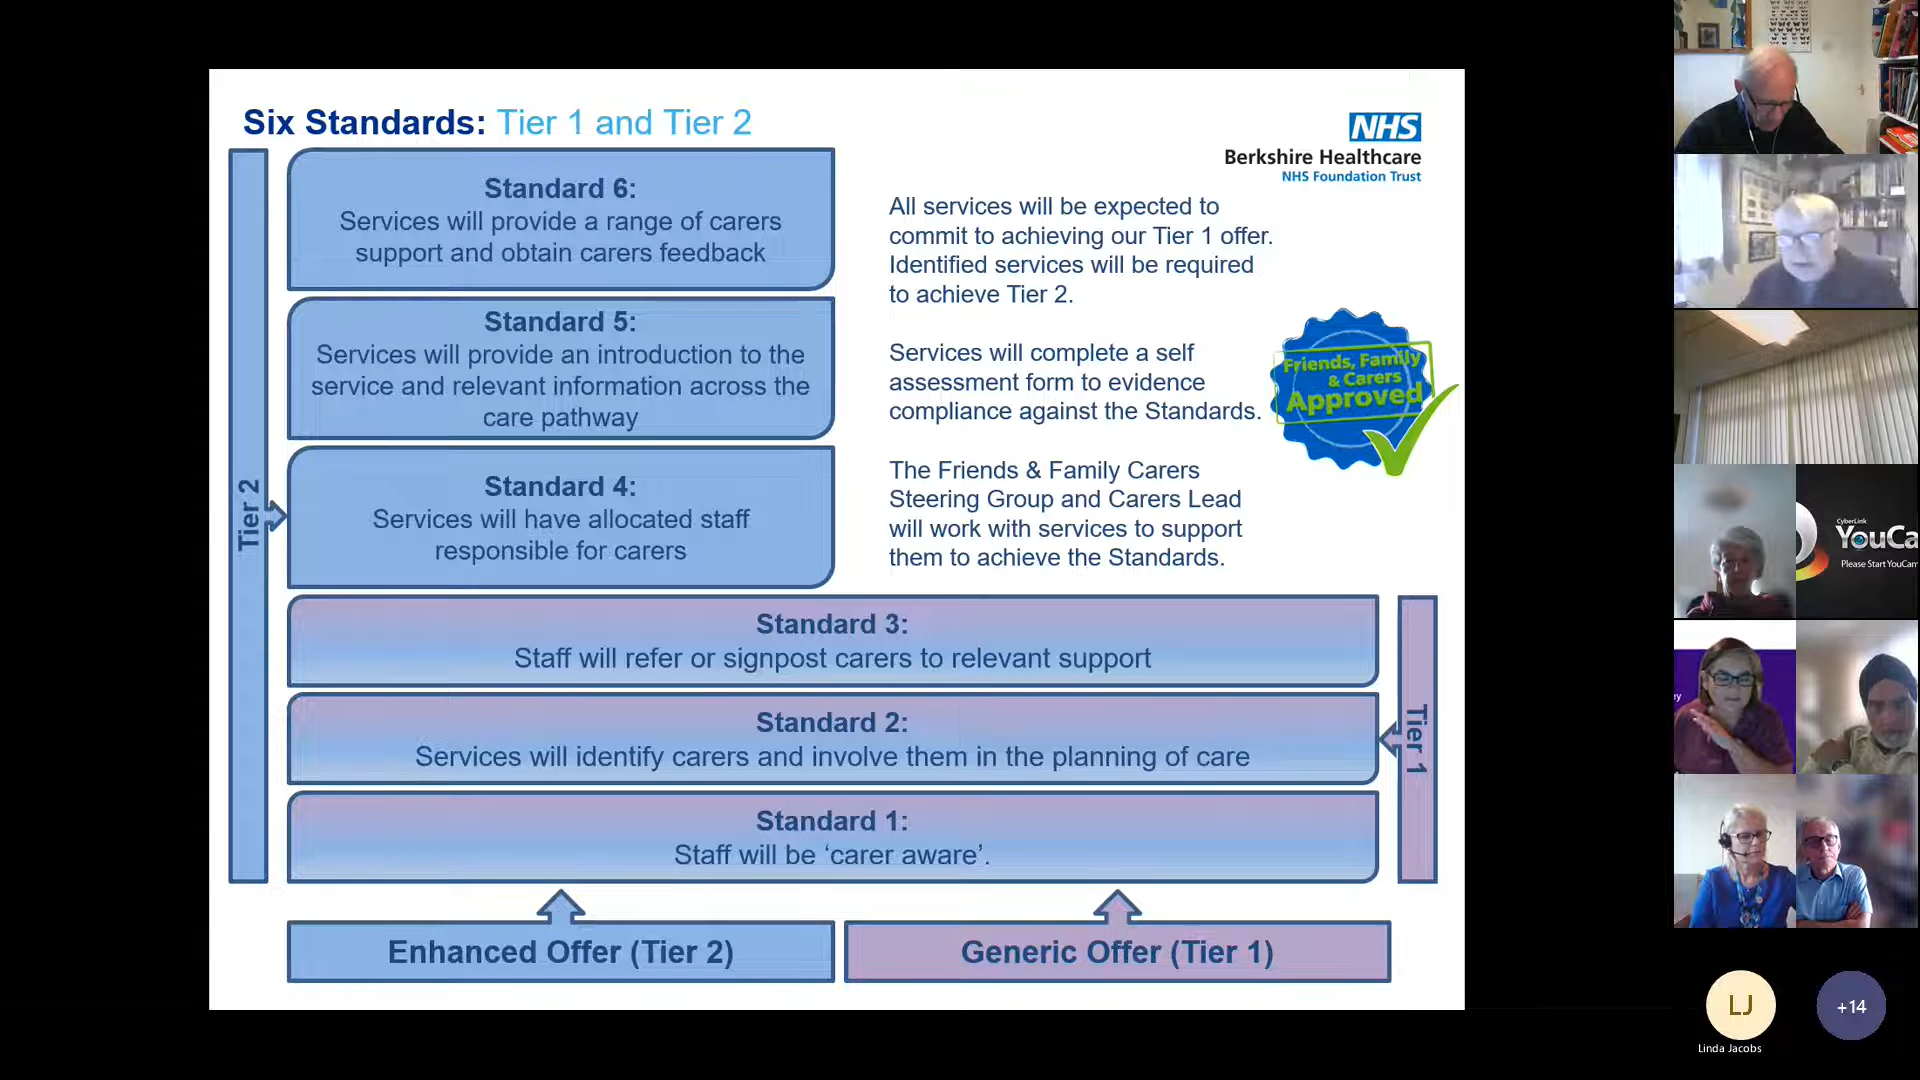 Six Standards: Tier 1 and Tier 2
NHS
Berkshire Healthcare
NHS Foundation Trust
Tier 2
Standard 6:
Services will provide a range of carers
support and obtain carers feedback
Standard 5:
Services will provide an introduction to the
service and relevant information across the
care pathway
Standard 4:
Services will have allocated staff
responsible for carers
All services will be expected to
commit to achieving our Tier 1 offer.
Identified services will be required
to achieve Tier 2.
Services will complete a self
assessment form to evidence
compliance against the Standards.
The Friends & Family Carers
Steering Group and Carers Lead
will work with services to support
them to achieve the Standards.
Friends, Family
& Carers
Approved
Standard 3:
Staff will refer or signpost carers to relevant support
Standard 2:
Services will identify carers and involve them in the planning of care
Standard 1:
Staff will be ‘carer aware’.
Tier 1
Enhanced Offer (Tier 2)
Generic Offer (Tier 1)
CyberLink
YouCa
Please Start YouCam
ey
LJ
Linda Jacobs
+14